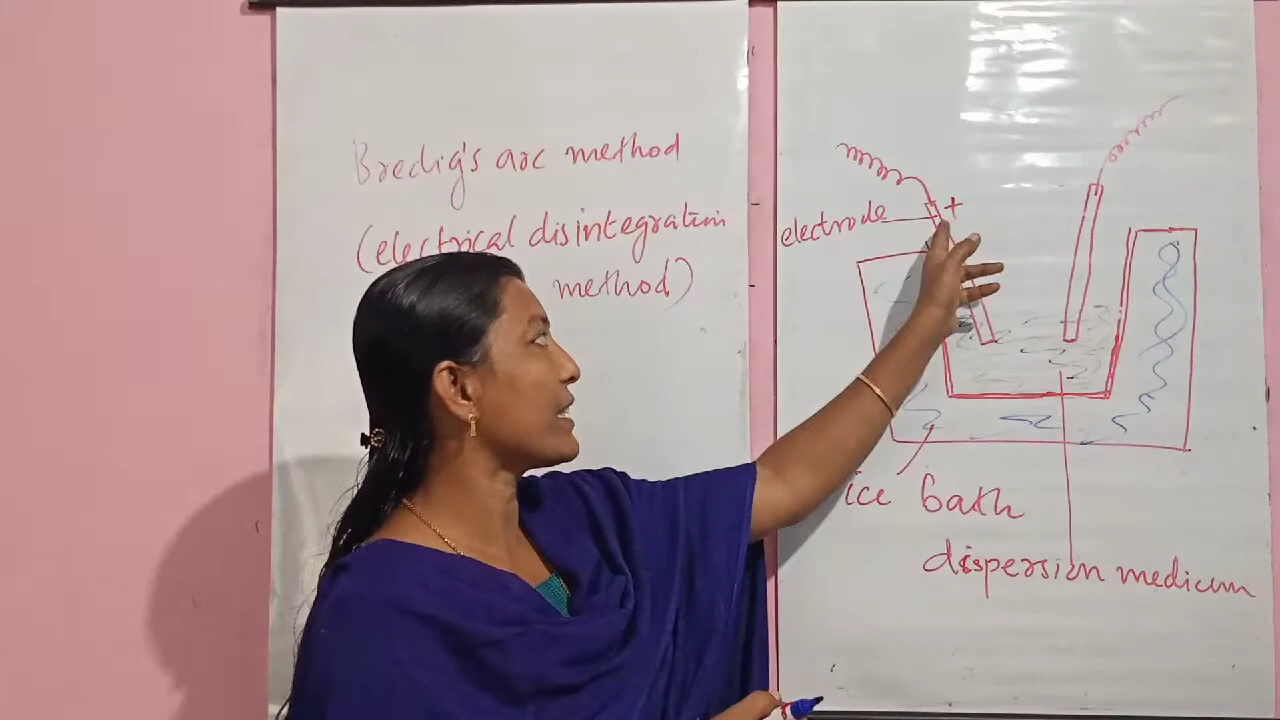 Bredig's arc method
(electrical disintegration
method)
electrode
+
ice bath
dispersion medium